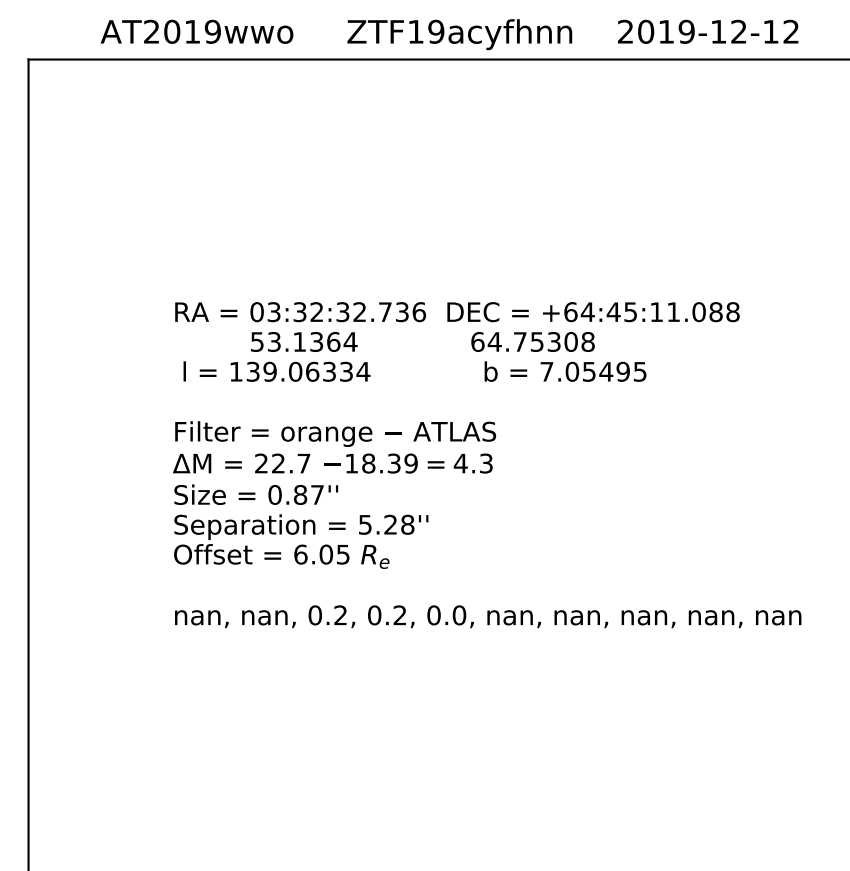 AT2019wwo ZTF19acyfhnn 2019-12-12
RA = 03:32:32.736 DEC = +64:45:11.088
53.1364 64.75308
l = 139.06334 b = 7.05495
Filter = orange − ATLAS
ΔM = 22.7 −18.39 = 4.3
Size = 0.87''
Separation = 5.28''
Offset = 6.05 Re
nan, nan, 0.2, 0.2, 0.0, nan, nan, nan, nan, nan